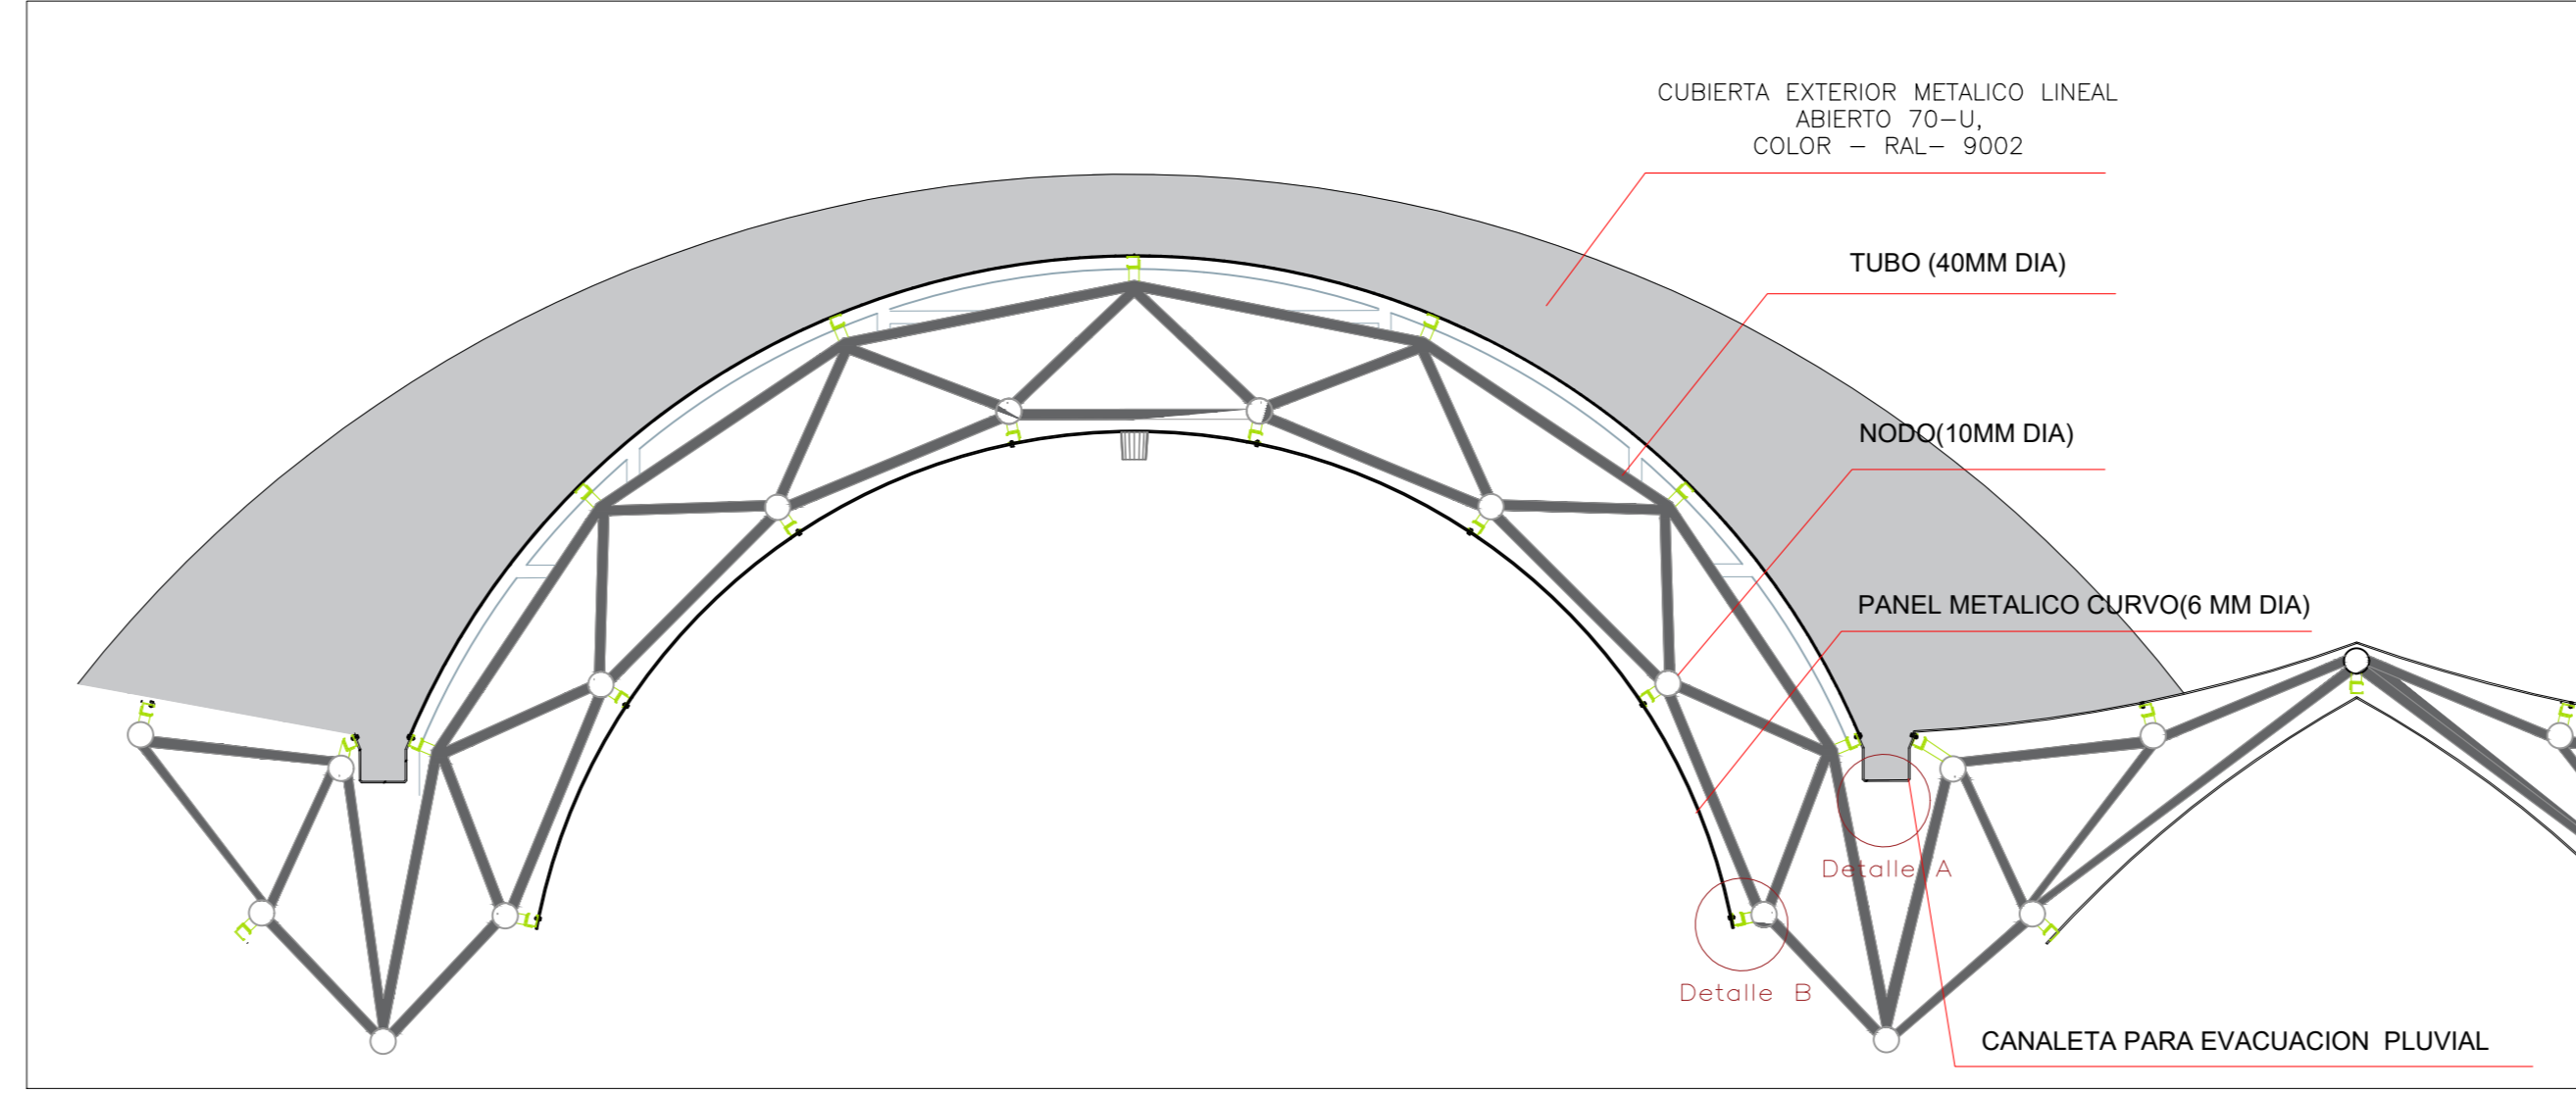 CUBIERTA EXTERIOR METALICO LINEAL
ABIERTO 70-U,
COLOR - RAL- 9002
TUBO (40MM DIA)
NODO(10MM DIA)
PANEL METALICO CURVO(6 MM DIA)
Detalle A
Detalle B
CANALETA PARA EVACUACION PLUVIAL